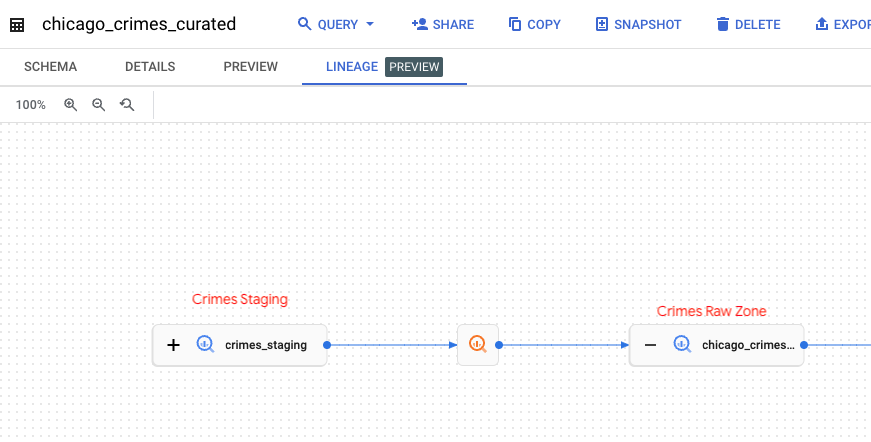 chicago_crimes_curated QUERY SHARE COPY SNAPSHOT DELETE EXPOR
SCHEMA DETAILS PREVIEW LINEAGE PREVIEW
100%
Crimes Staging
Crimes Raw Zone
crimes_staging chicago_crimes...